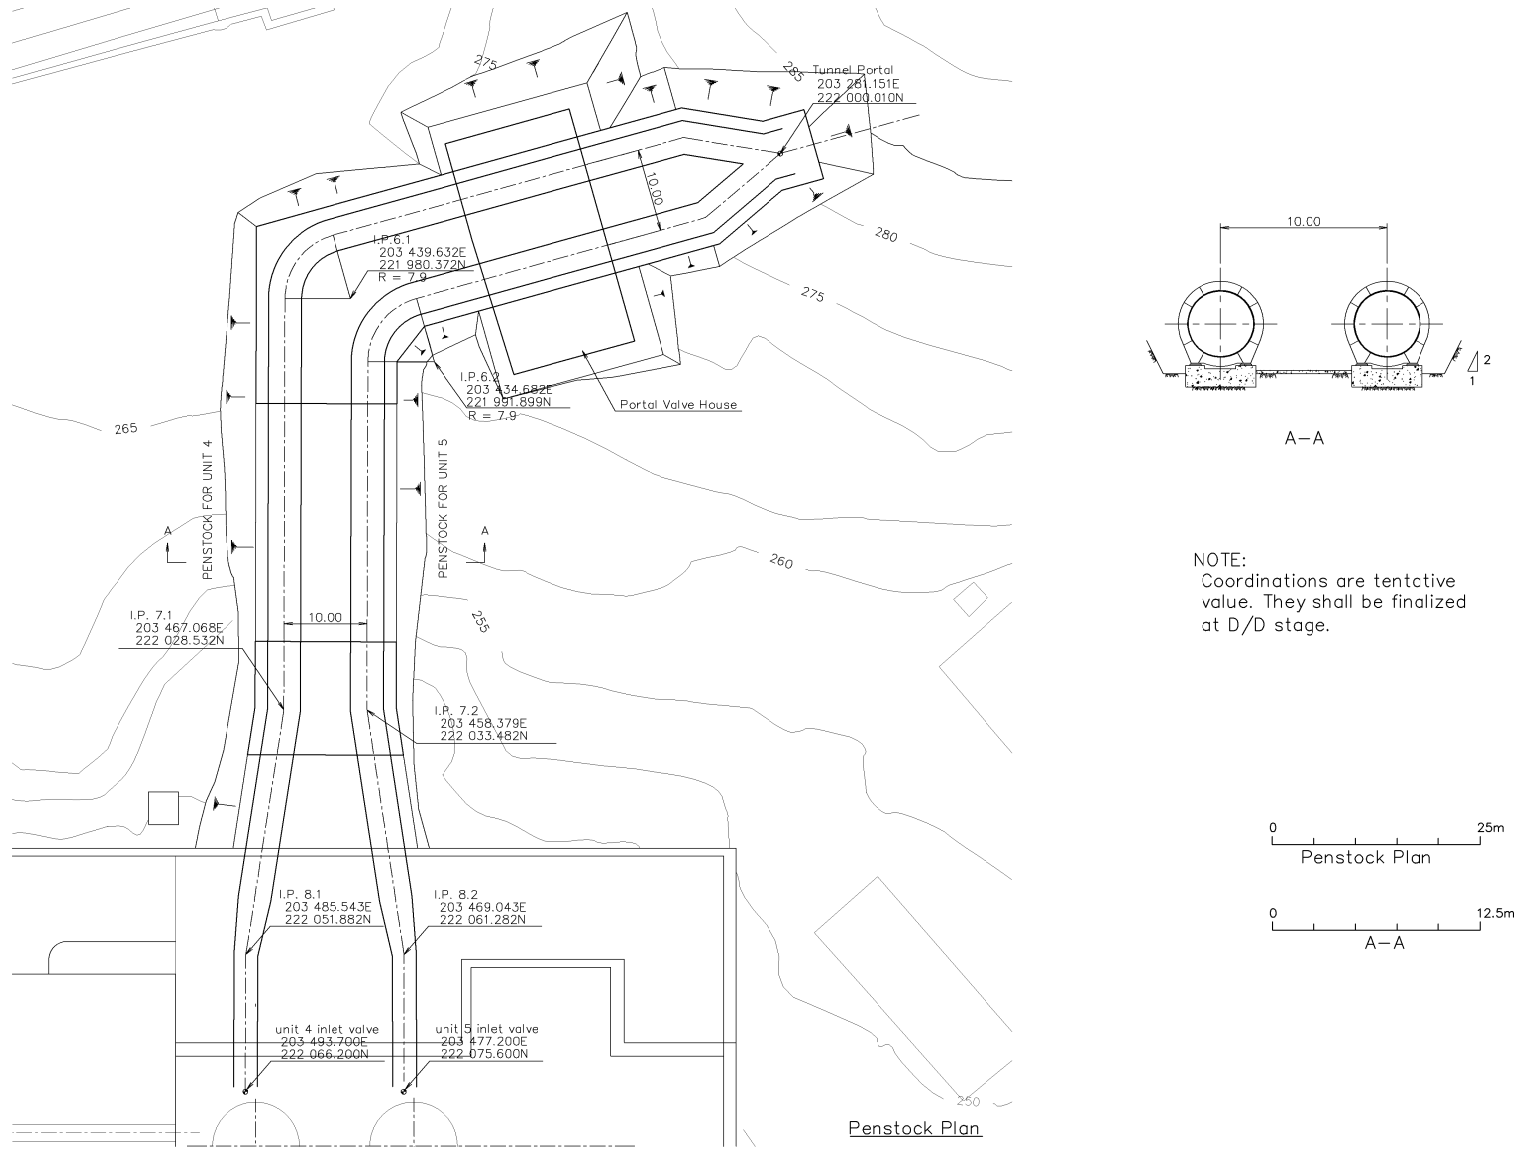 275
285
Tunnel Portal
203 281.151E
222 000.010N
10.00
280
275
I.P.6.1
203 439.632E
221 980.372N
R = 7.9
I.P.6.2
203 434.682E
221 991.899N
R = 7.9
Portal Valve House
265
PENSTOCK FOR UNIT 4
PENSTOCK FOR UNIT 5
A
A
260
255
I.P. 7.1
203 467.068E
222 028.532N
10.00
I.P. 7.2
203 458.379E
222 033.482N
I.P. 8.1
203 485.543E
222 051.882N
I.P. 8.2
203 469.043E
222 061.282N
unit 4 inlet valve
203 493.700E
222 066.200N
unit 5 inlet valve
203 477.200E
222 075.600N
250
Penstock Plan
10.00
2
1
A-A
NOTE:
Coordinations are tentctive
value. They shall be finalized
at D/D stage.
0 25m
Penstock Plan
0 12.5m
A-A